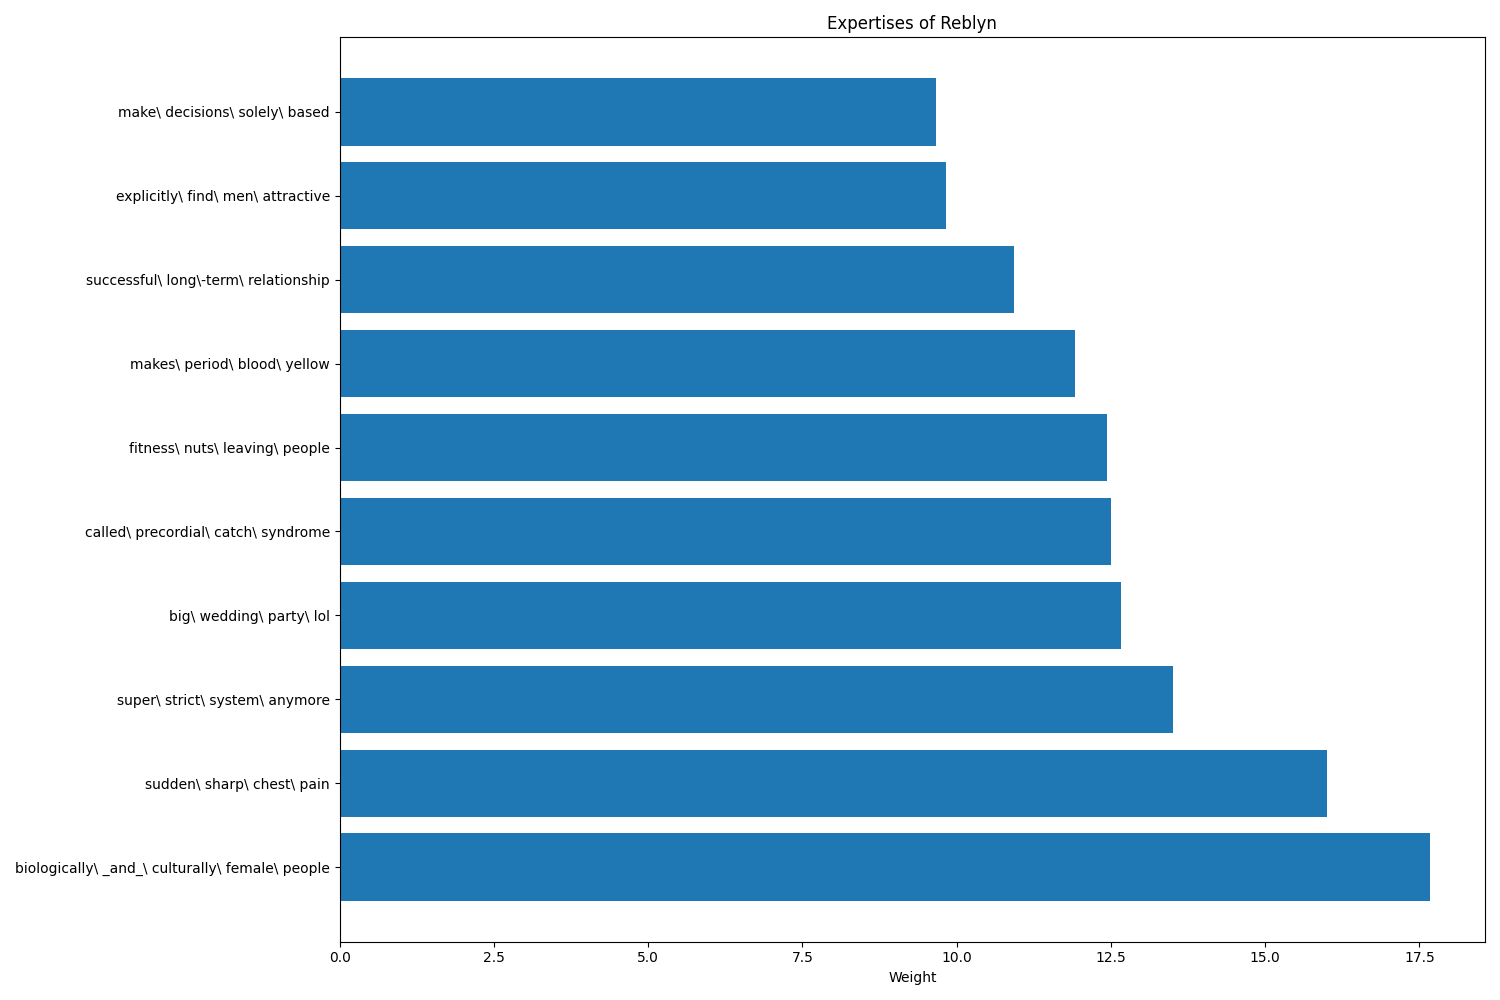 Expertises of Reblyn
make\ decisions\ solely\ based
explicitly\ find\ men\ attractive
successful\ long\-term\ relationship
makes\ period\ blood\ yellow
fitness\ nuts\ leaving\ people
called\ precordial\ catch\ syndrome
big\ wedding\ party\ lol
super\ strict\ system\ anymore
sudden\ sharp\ chest\ pain
biologically\ _and_\ culturally\ female\ people
0.0 2.5 5.0 7.5 10.0 12.5 15.0 17.5
Weight